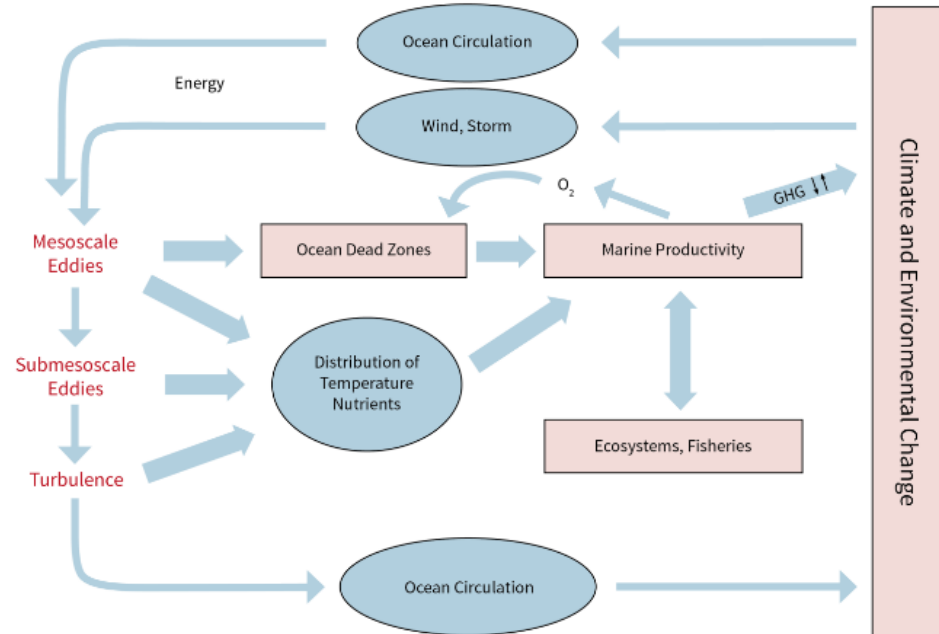 Ocean Circulation
Energy
Wind, Storm
O₂
GHG ↓↑
Mesoscale
Eddies
Ocean Dead Zones
Marine Productivity
Submesoscale
Eddies
Distribution of
Temperature
Nutrients
Turbulence
Ecosystems, Fisheries
Ocean Circulation
Climate and Environmental Change